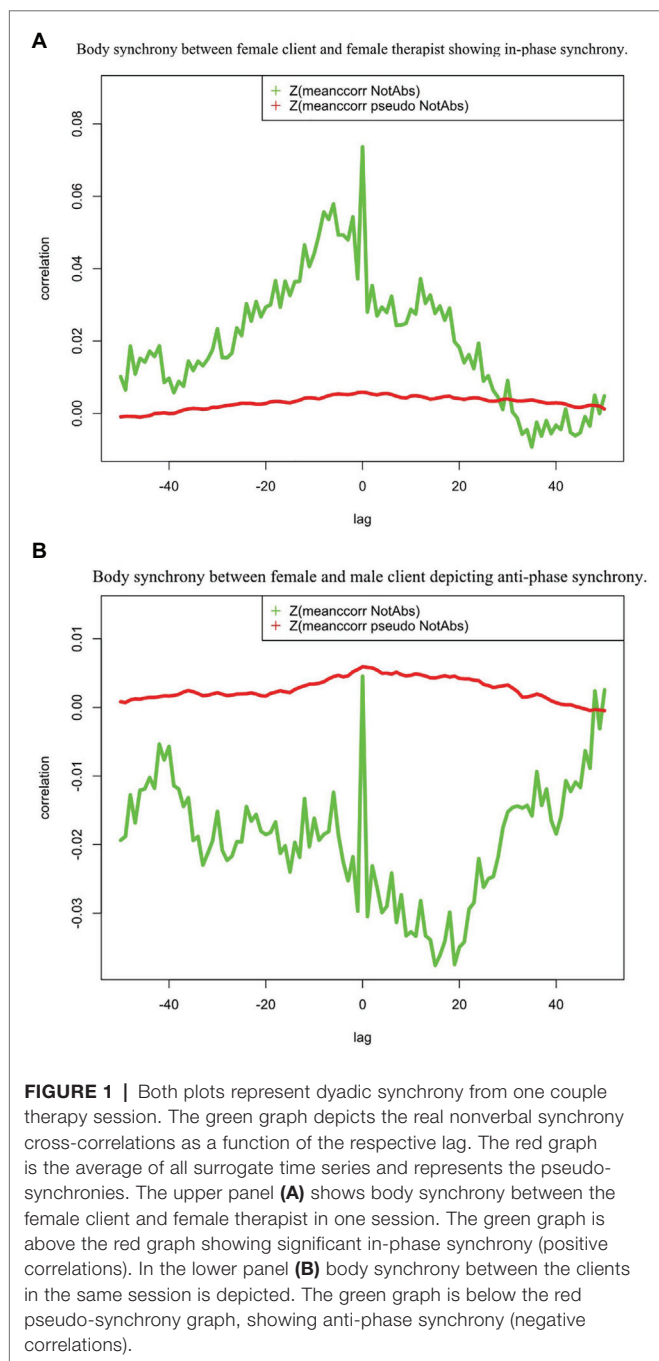 A
Body synchrony between female client and female therapist showing in-phase synchrony.
+ Z(meanccorr NotAbs)
+ Z(meanccorr pseudo NotAbs)
0.08
0.06
0.04
0.02
0.00
correlation
-40 -20 0 20 40
lag
B
Body synchrony between female and male client depicting anti-phase synchrony.
+ Z(meanccorr NotAbs)
+ Z(meanccorr pseudo NotAbs)
0.01
0.00
-0.01
-0.02
-0.03
correlation
-40 -20 0 20 40
lag
FIGURE 1 | Both plots represent dyadic synchrony from one couple
therapy session. The green graph depicts the real nonverbal synchrony
cross-correlations as a function of the respective lag. The red graph
is the average of all surrogate time series and represents the pseudo-
synchronies. The upper panel (A) shows body synchrony between the
female client and female therapist in one session. The green graph is
above the red graph showing significant in-phase synchrony (positive
correlations). In the lower panel (B) body synchrony between the clients
in the same session is depicted. The green graph is below the red
pseudo-synchrony graph, showing anti-phase synchrony (negative
correlations).